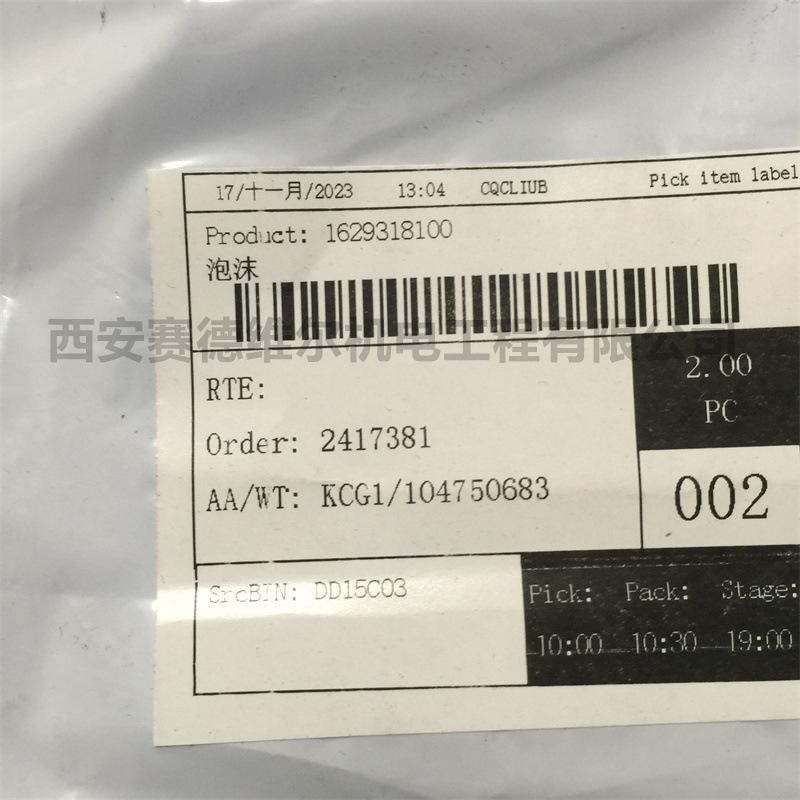 17/十一月/2023 13:04 CQCLIUB Pick item label
Product: 1629318100
泡沫
西安赛德维尔机电工程有限公司
RTE:
2.00
PC
Order: 2417381
AA/WT: KCG1/104750683
002
SrcBIN: DD15C03
Pick: Pack: Stage:
10:00 10:30 19:00